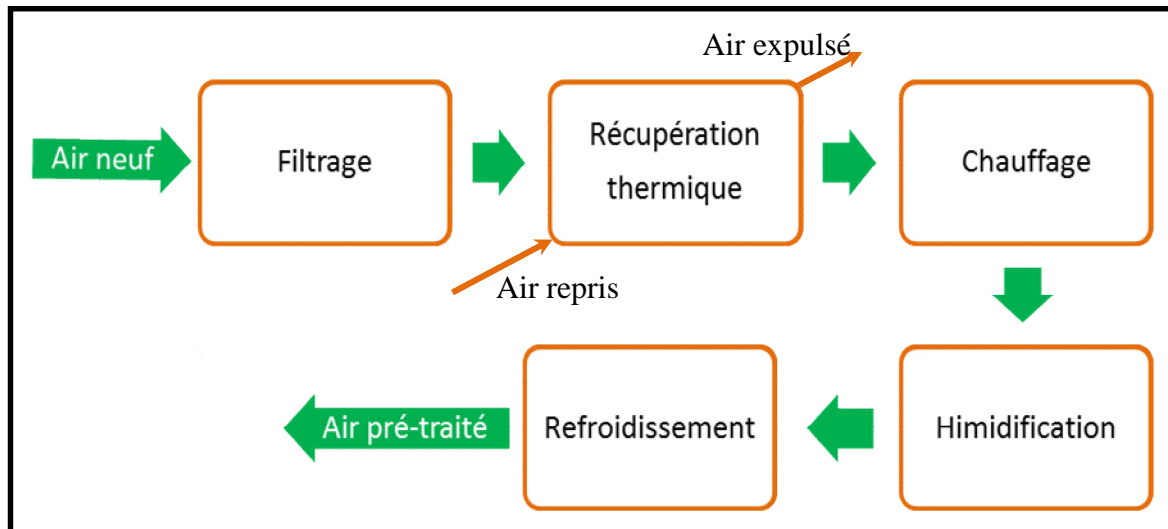 Air expulsé
Air neuf
Filtrage
Récupération
thermique
Chauffage
Air repris
Air pré-traité
Refroidissement
Himidification